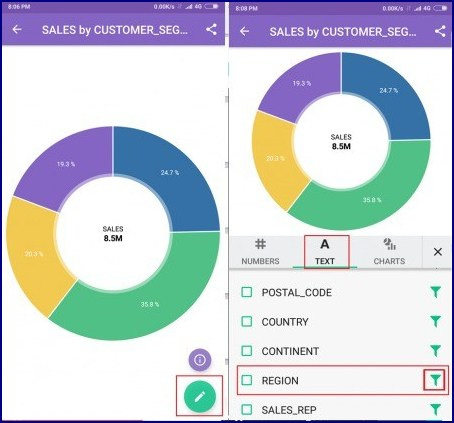 8:06 PM
0.00K/s 4G
SALES by CUSTOMER_SEG...
19.3 %
24.7 %
SALES
8.5M
20.3 %
35.8 %
8:08 PM
0.00K/s 4G
SALES by CUSTOMER_SEG...
19.3 %
24.7 %
SALES
8.5M
20.3 %
35.8 %
#
A
NUMBERS
TEXT
CHARTS
POSTAL_CODE
COUNTRY
CONTINENT
REGION
SALES_REP